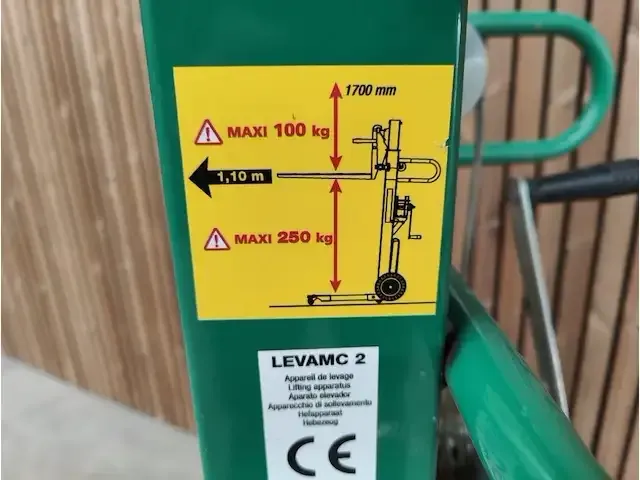 1700 mm
MAXI 100 kg
1,10 m
MAXI 250 kg
LEVAMC 2
Appareil de levage
Lifting apparatus
Aparato elevador
Apparecchio di sollevamento
Hefapparaat
Hebezeug
CE